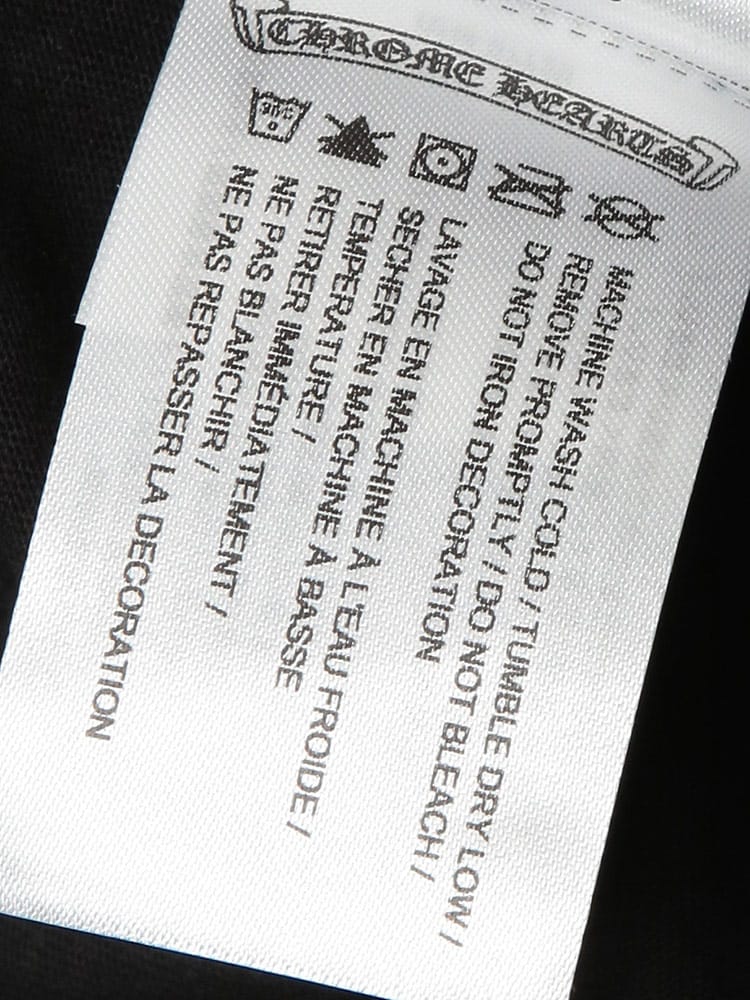 CHROME HEARTS
30°C
MACHINE WASH COLD / TUMBLE DRY LOW /
REMOVE PROMPTLY / DO NOT BLEACH /
DO NOT IRON DECORATION
LAVAGE EN MACHINE À L'EAU FROIDE /
SECHER EN MACHINE À BASSE
TEMPERATURE /
RETIRER IMMÉDIATEMENT /
NE PAS BLANCHIR /
NE PAS REPASSER LA DECORATION